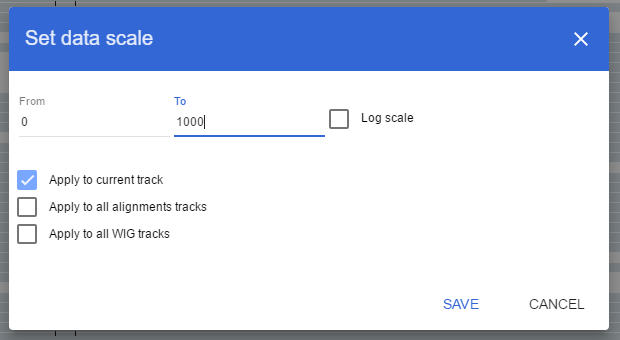 Set data scale
From
To
0
1000
Log scale
Apply to current track
Apply to all alignments tracks
Apply to all WIG tracks
SAVE
CANCEL